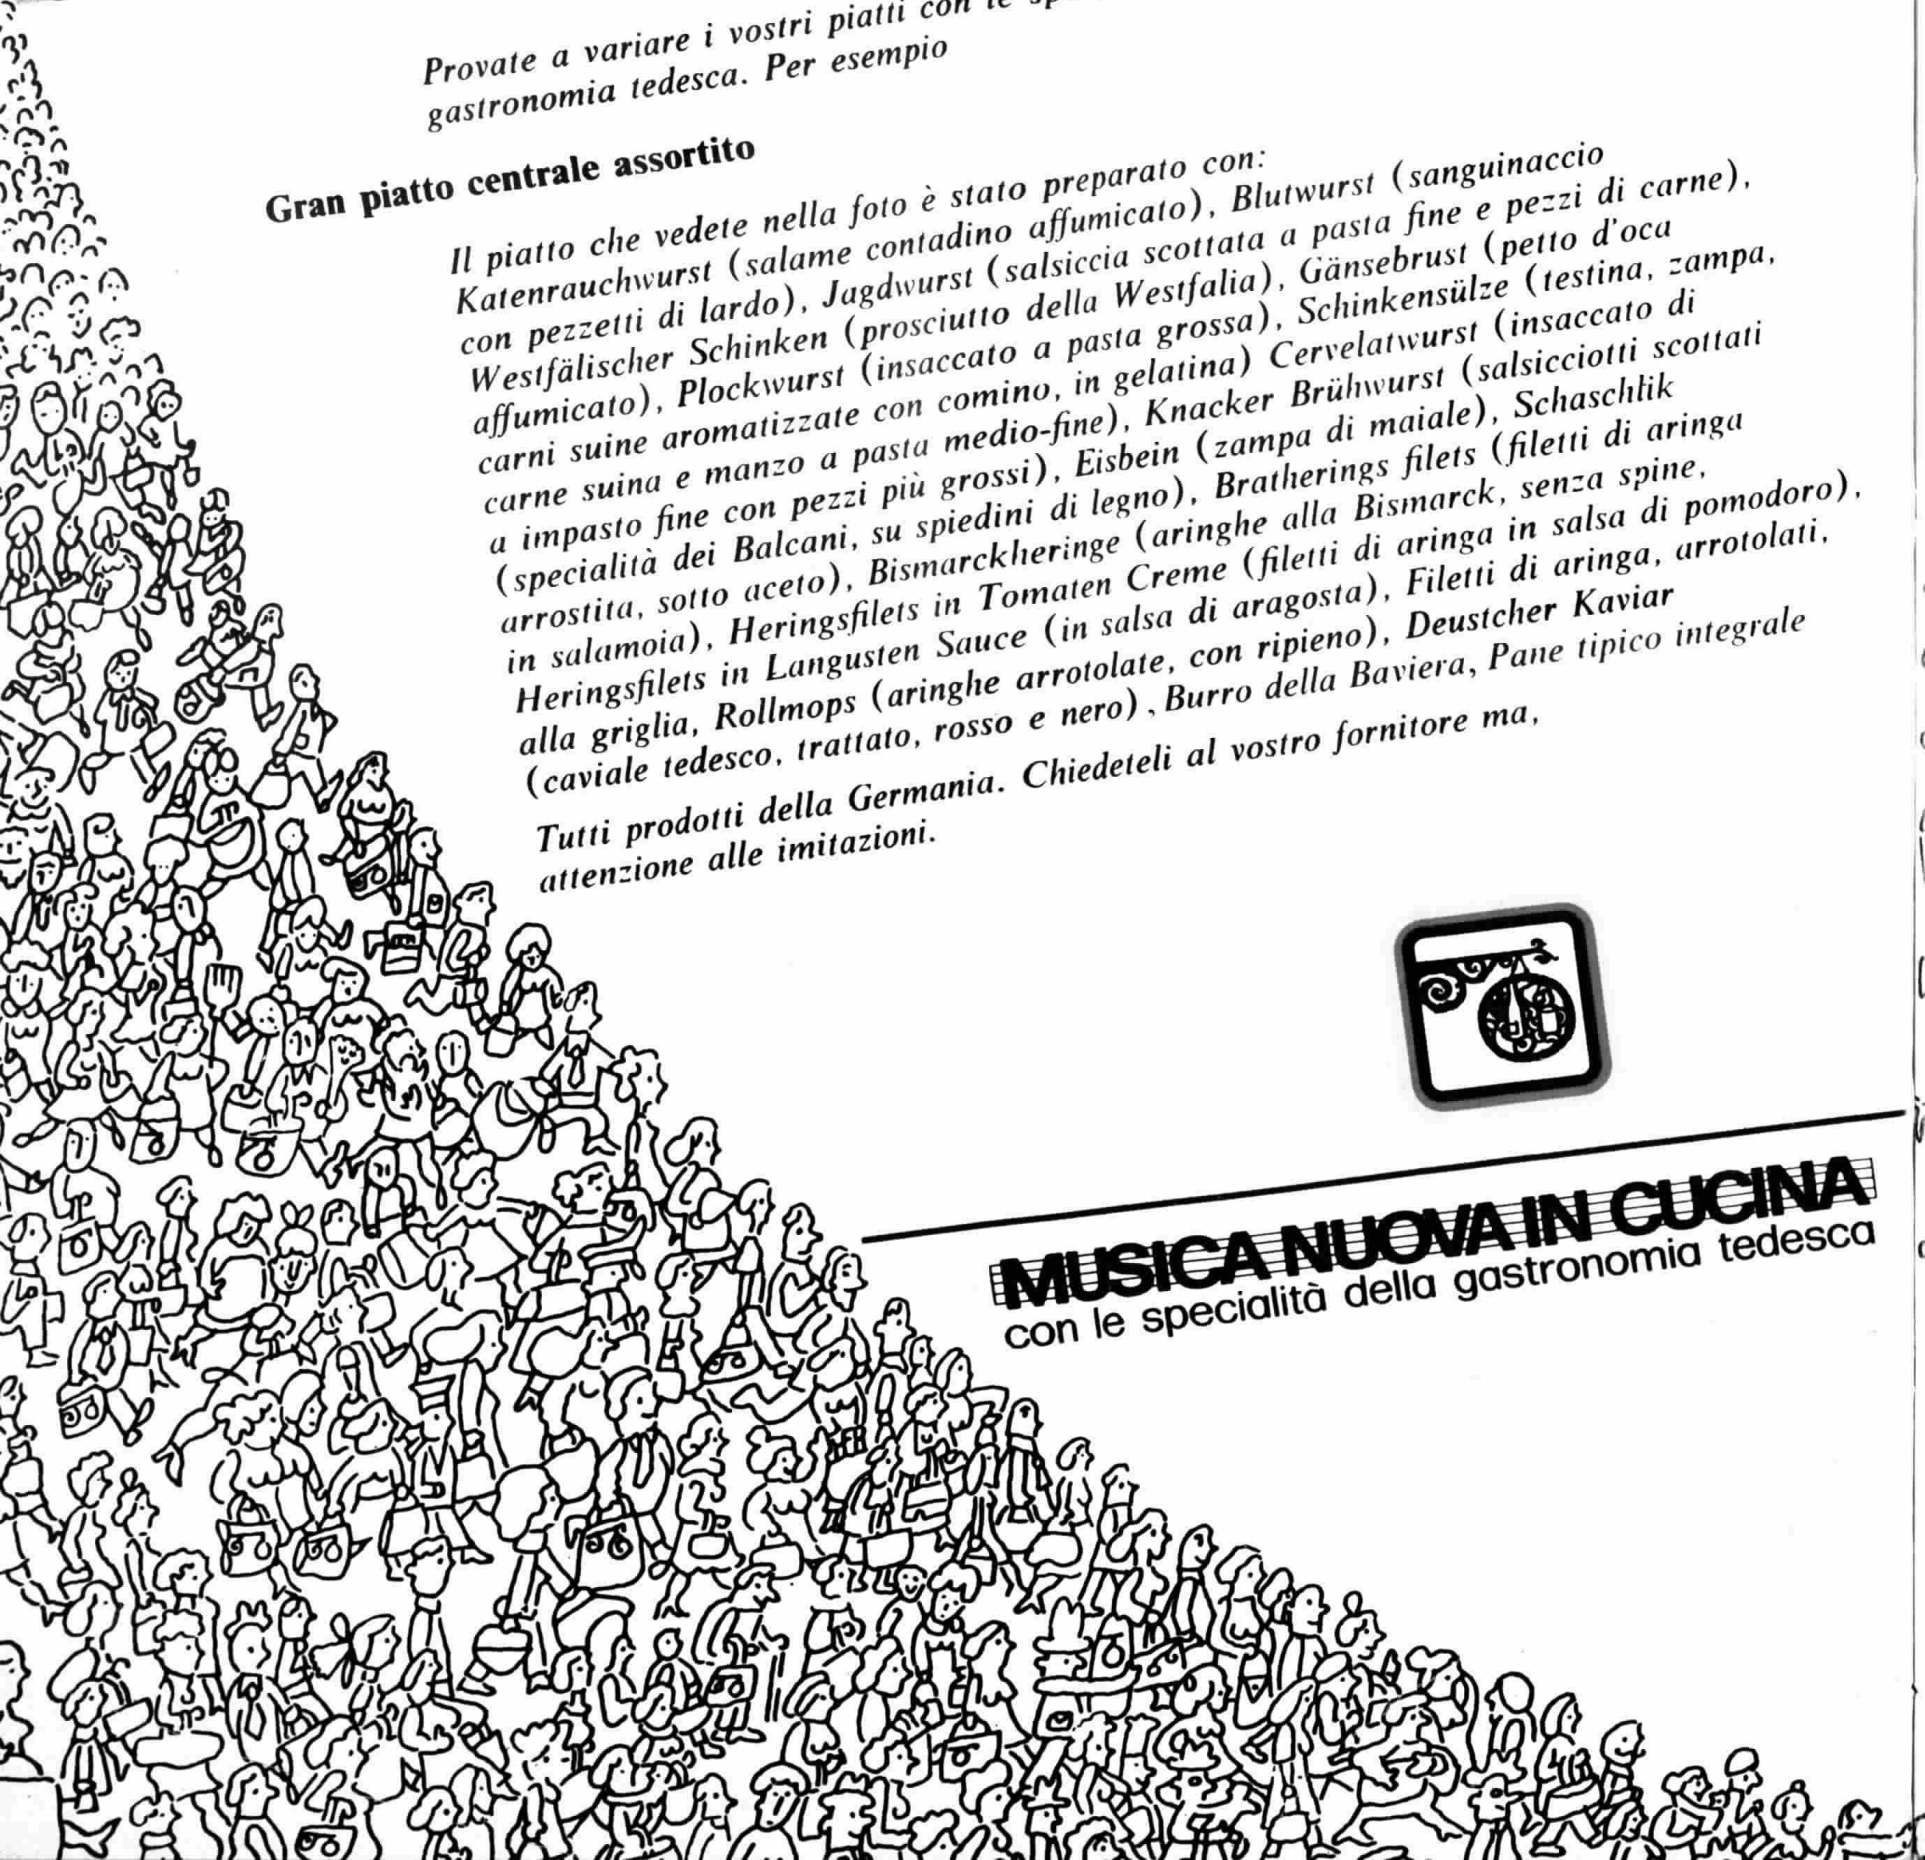 Provate a variare i vostri piatti con le
gastronomia tedesca. Per esempio
Gran piatto centrale assortito
Il piatto che vedete nella foto è stato preparato con:
Katenrauchwurst (salame contadino affumicato), Blutwurst (sanguinaccio
con pezzetti di lardo), Jagdwurst (salsiccia scottata a pasta fine e pezzi di carne),
Westfälischer Schinken (prosciutto della Westfalia), Gänsebrust (petto d'oca
affumicato), Plockwurst (insaccato a pasta grossa), Schinkensülze (testina, zampa,
carni suine aromatizzate con comino, in gelatina) Cervelatwurst (insaccato di
carne suina e manzo a pasta medio-fine), Knacker Brühwurst (salsicciotti scottati
a impasto fine con pezzi più grossi), Eisbein (zampa di maiale), Schaschlik
(specialità dei Balcani, su spiedini di legno), Bratherings filets (filetti di aringa
arrostita, sotto aceto), Bismarckheringe (aringhe alla Bismarck, senza spine,
in salamoia), Heringsfilets in Tomaten Creme (filetti di aringa in salsa di pomodoro),
Heringsfilets in Langusten Sauce (in salsa di aragosta), Filetti di aringa, arrotolati,
alla griglia, Rollmops (aringhe arrotolate, con ripieno), Deustcher Kaviar
(caviale tedesco, trattato, rosso e nero), Burro della Baviera, Pane tipico integrale
Tutti prodotti della Germania. Chiedeteli al vostro fornitore ma,
attenzione alle imitazioni.
MUSICA NUOVA IN CUCINA
con le specialità della gastronomia tedesca